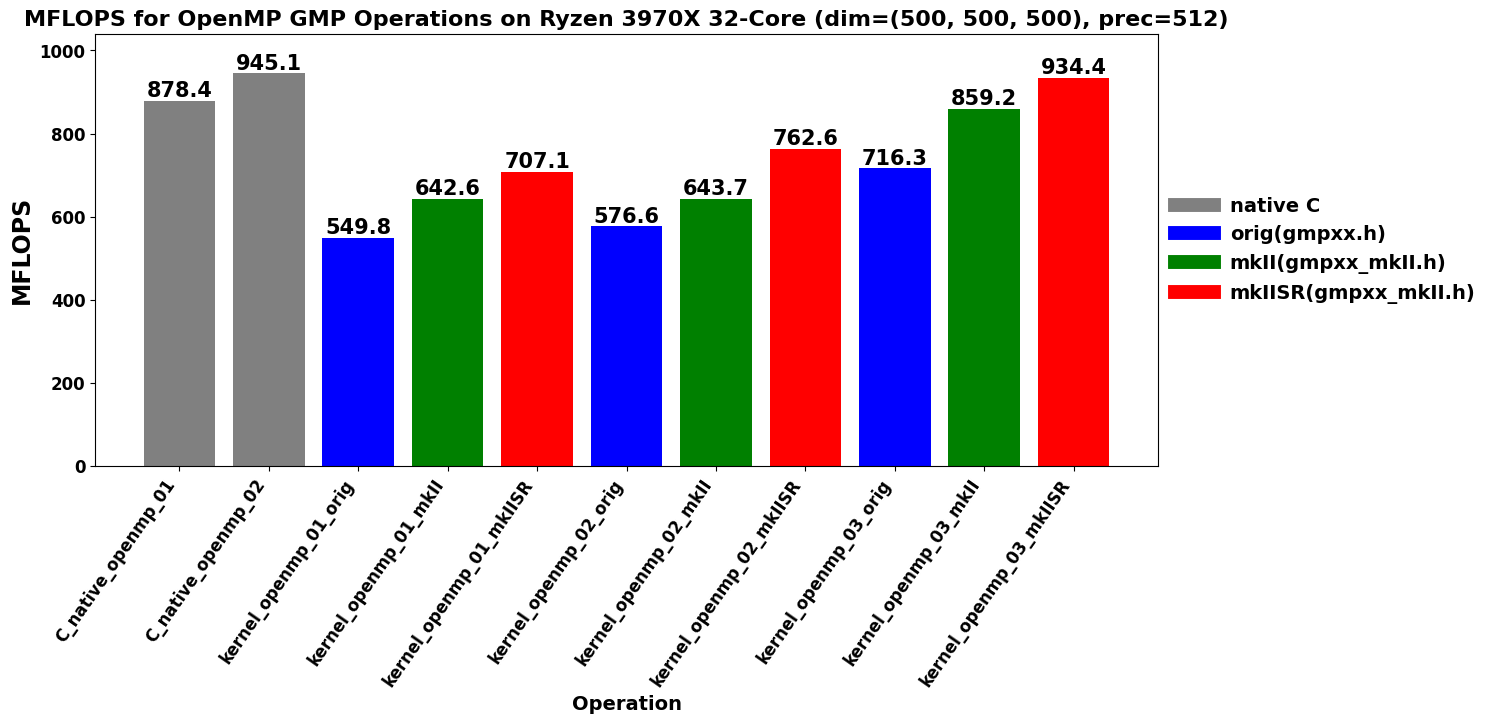 MFLOPS for OpenMP GMP Operations on Ryzen 3970X 32-Core (dim=(500, 500, 500), prec=512)
MFLOPS
1000
800
600
400
200
0
878.4
945.1
549.8
642.6
707.1
576.6
643.7
762.6
716.3
859.2
934.4
C_native_openmp_01
C_native_openmp_02
kernel_openmp_01_orig
kernel_openmp_01_mkII
kernel_openmp_01_mkIISR
kernel_openmp_02_orig
kernel_openmp_02_mkII
kernel_openmp_02_mkIISR
kernel_openmp_03_orig
kernel_openmp_03_mkII
kernel_openmp_03_mkIISR
Operation
native C
orig(gmpxx.h)
mkII(gmpxx_mkII.h)
mkIISR(gmpxx_mkII.h)